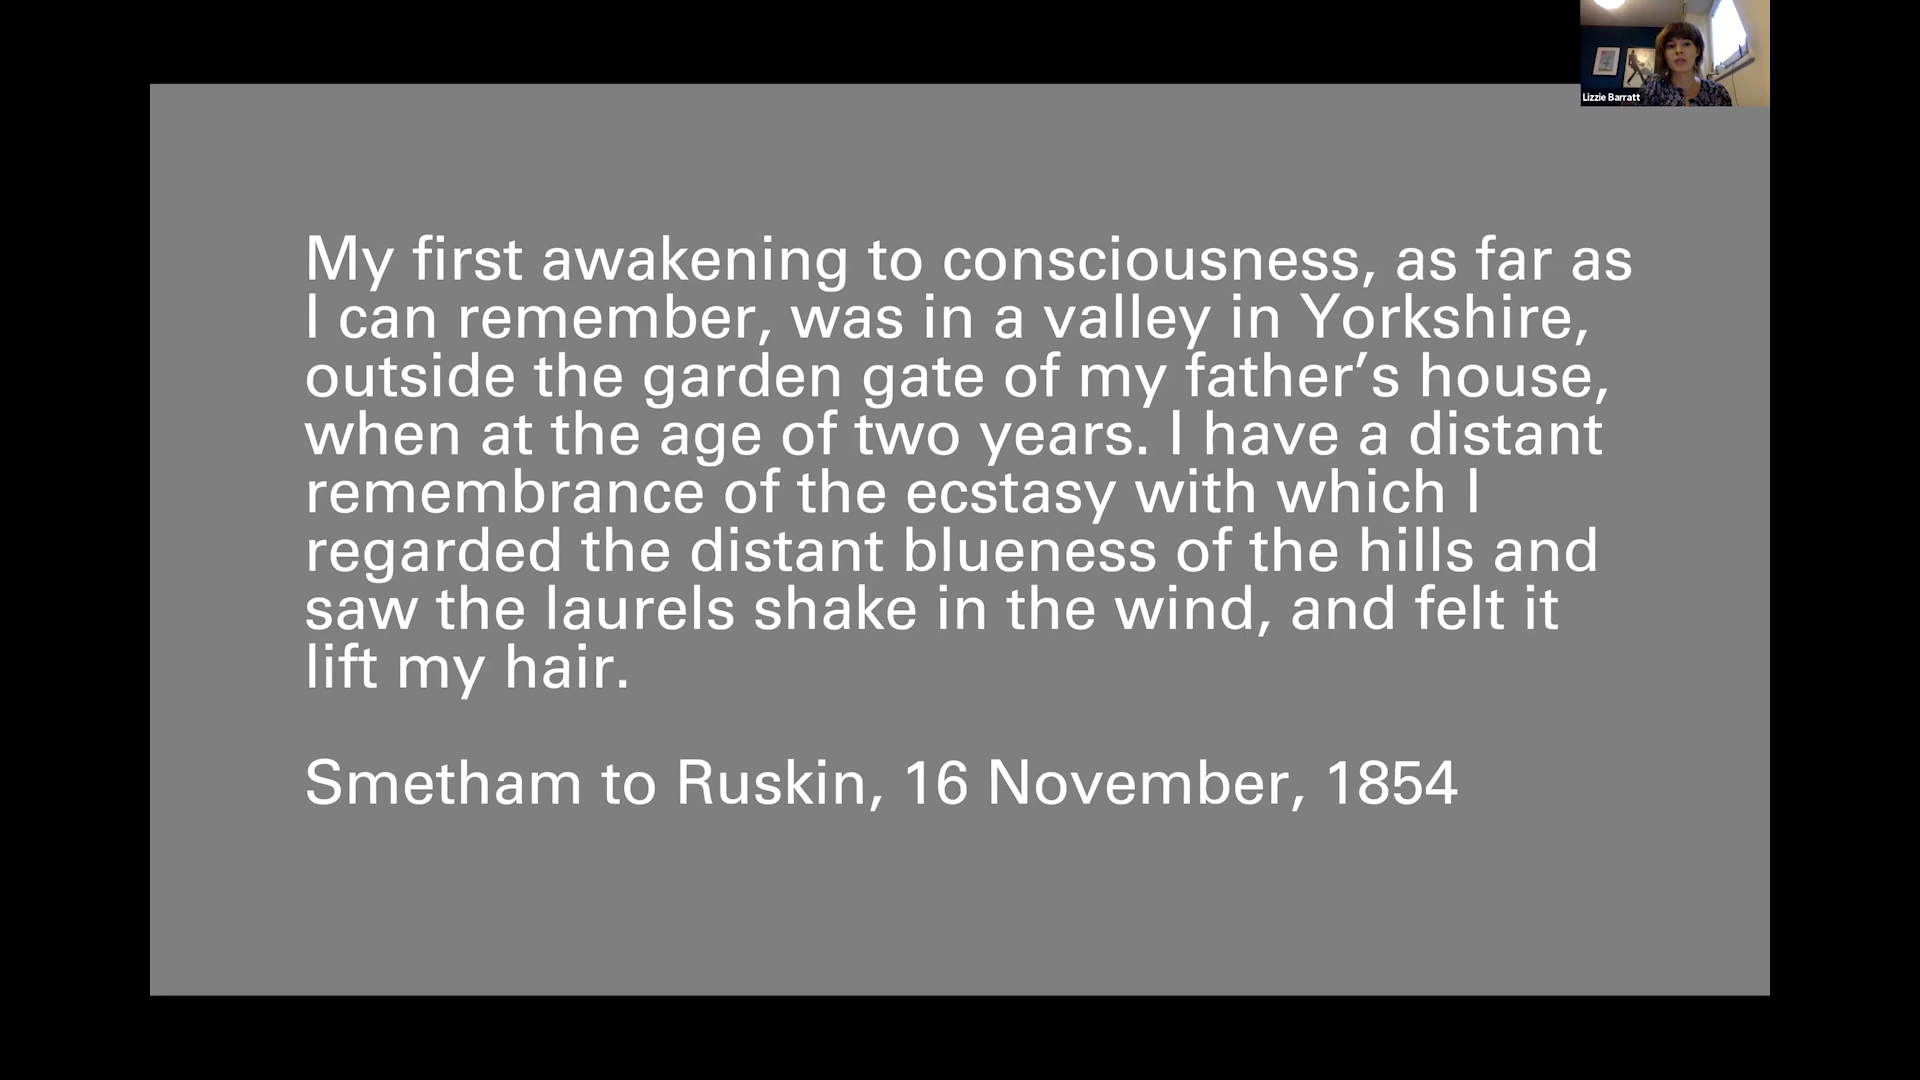 Lizzie Barratt
My first awakening to consciousness, as far as
I can remember, was in a valley in Yorkshire,
outside the garden gate of my father’s house,
when at the age of two years. I have a distant
remembrance of the ecstasy with which I
regarded the distant blueness of the hills and
saw the laurels shake in the wind, and felt it
lift my hair.
Smetham to Ruskin, 16 November, 1854